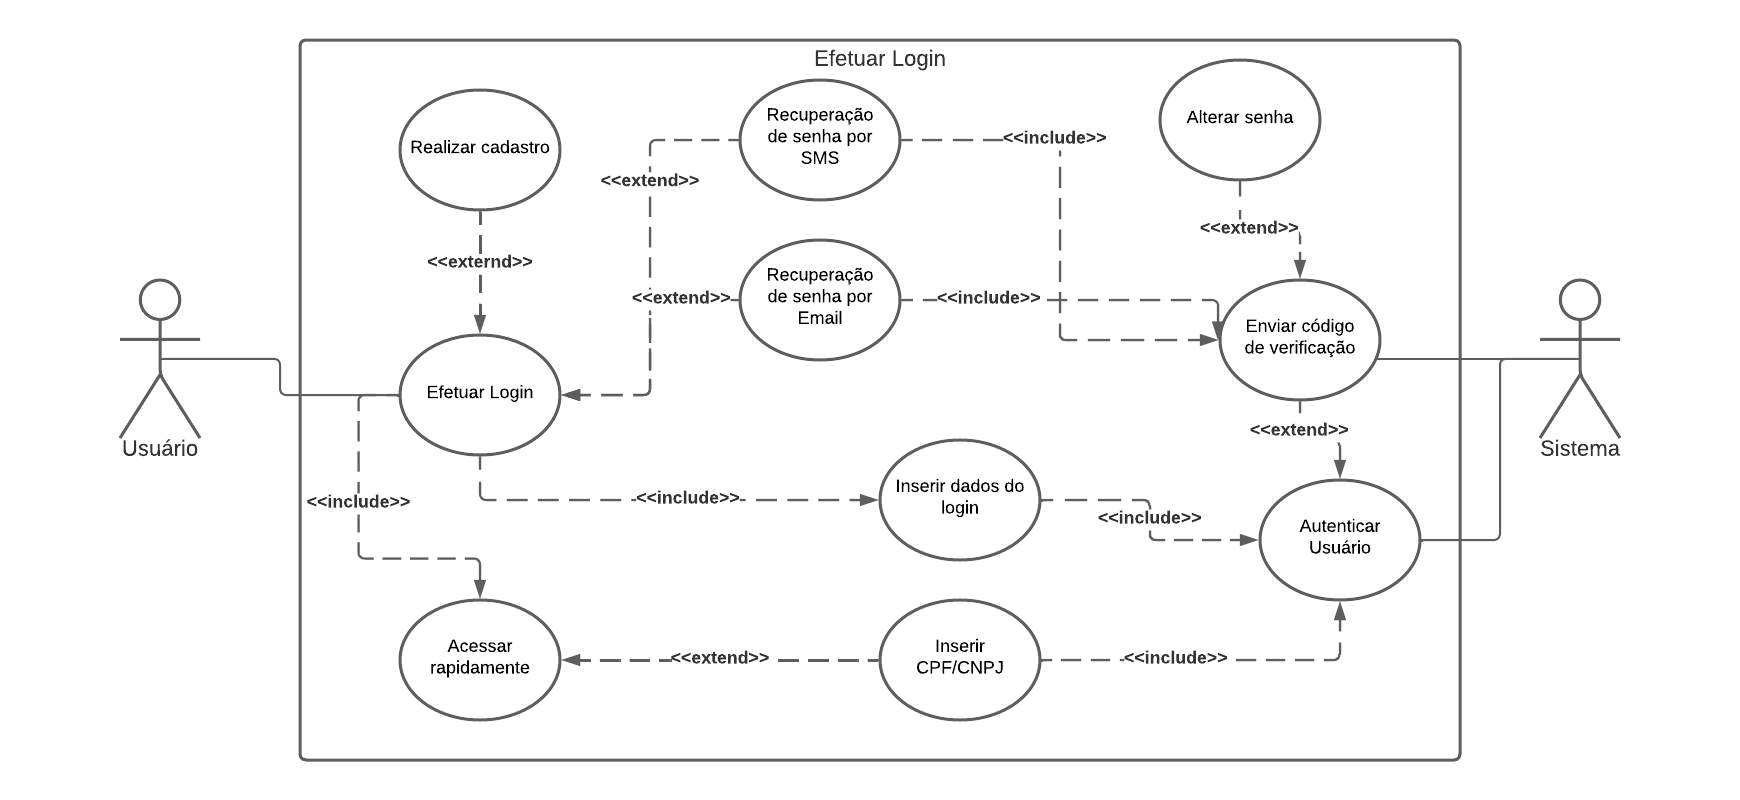 Efetuar Login
Realizar cadastro
Recuperação
de senha por
SMS
Alterar senha
<<include>>
<<extend>>
<<extend>>
<<externd>>
Recuperação
de senha por
Email
<<extend>>
<<include>>
Enviar código
de verificação
Efetuar Login
Usuário
Sistema
<<extend>>
Inserir dados do
login
<<include>>
<<include>>
<<include>>
Autenticar
Usuário
Acessar
rapidamente
<<extend>>
Inserir
CPF/CNPJ
<<include>>